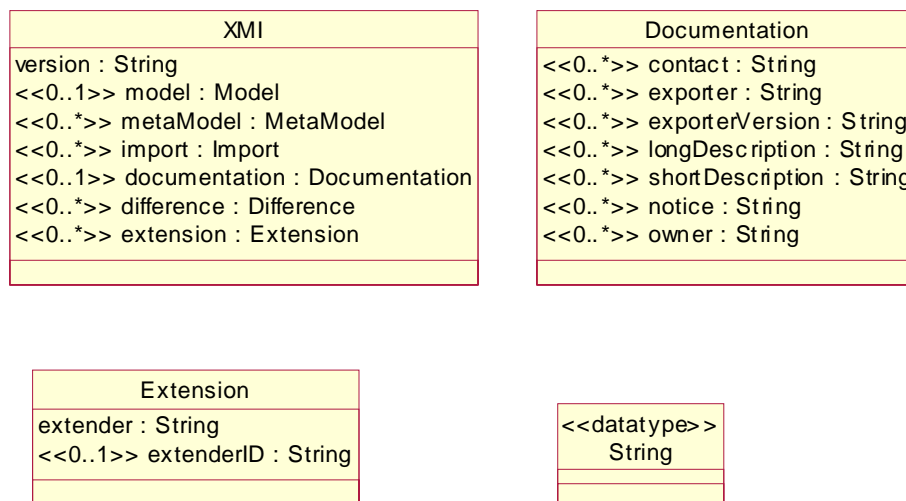 XMI
version : String
<<0..1>> model : Model
<<0..*>> metaModel : MetaModel
<<0..*>> import : Import
<<0..1>> documentation : Documentation
<<0..*>> difference : Difference
<<0..*>> extension : Extension
Documentation
<<0..*>> contact : String
<<0..*>> exporter : String
<<0..*>> exporterVersion : String
<<0..*>> longDescription : String
<<0..*>> shortDescription : String
<<0..*>> notice : String
<<0..*>> owner : String
Extension
extender : String
<<0..1>> extenderID : String
<<datatype>>
String